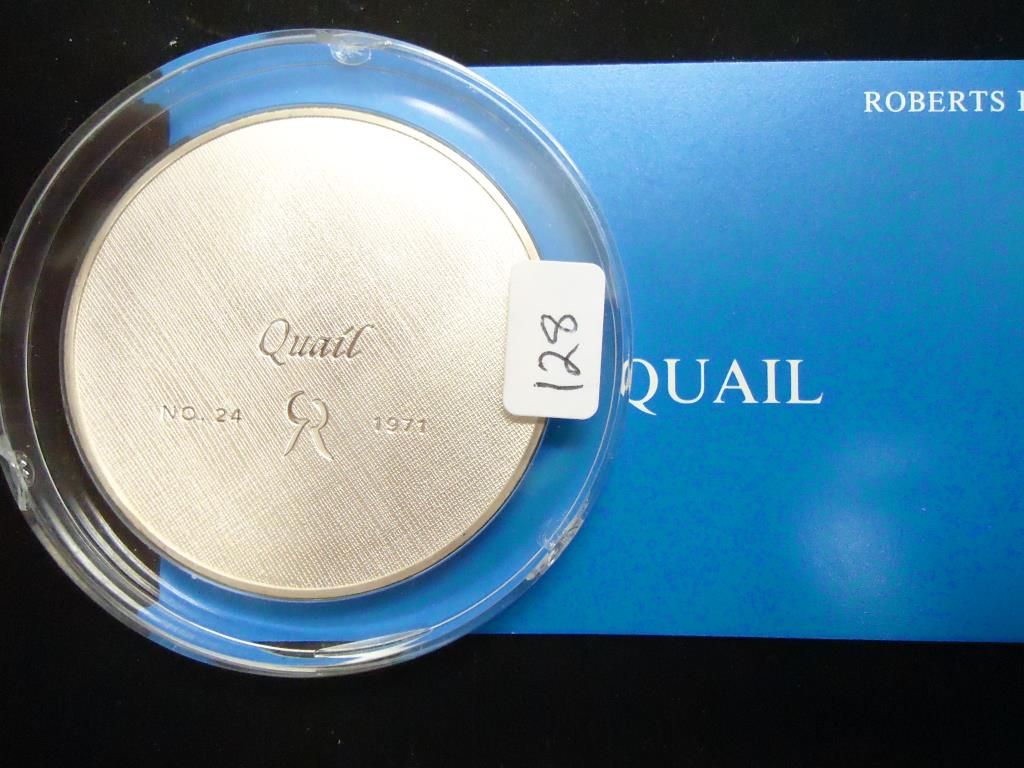 ROBERTS
Quail
NO. 24 1971
128
QUAIL